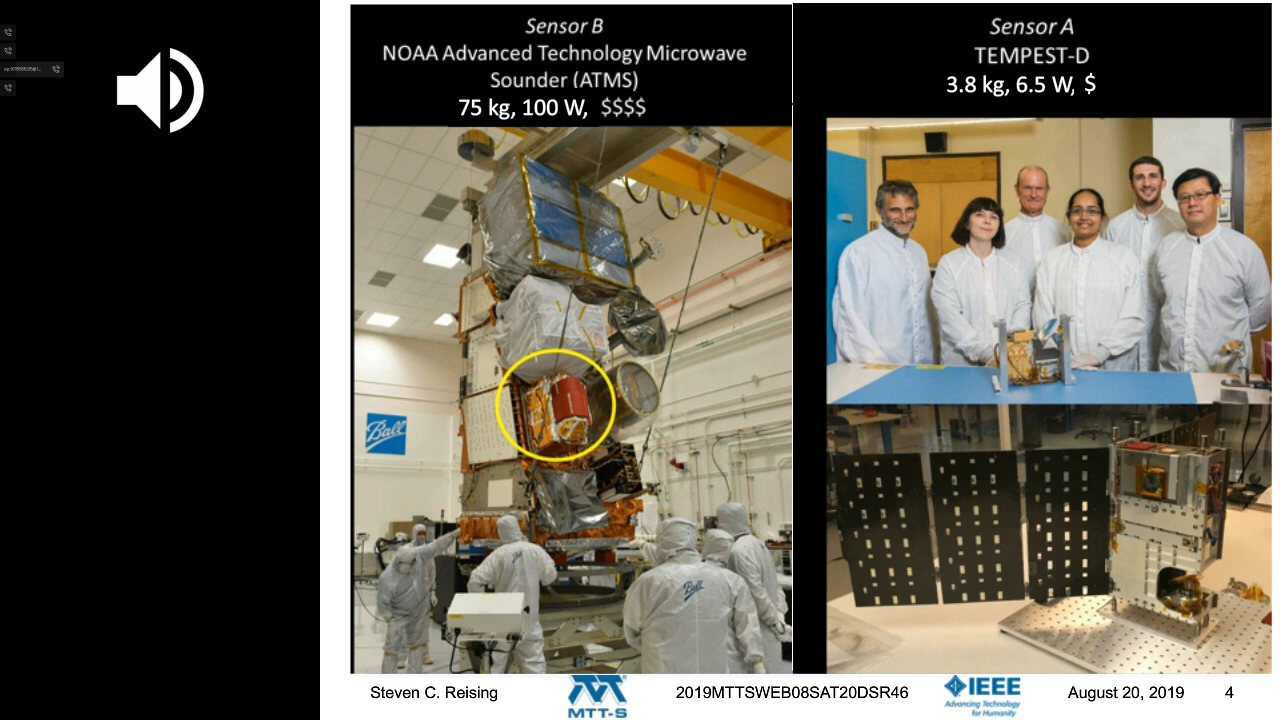 Sensor B
NOAA Advanced Technology Microwave
Sounder (ATMS)
75 kg, 100 W, $$$$
Sensor A
TEMPEST-D
3.8 kg, 6.5 W, $
Ball
Ball
Steven C. Reising
MTT-S
2019MTTSWEB08SAT20DSR46
IEEE
Advancing Technology
for Humanity
August 20, 2019
4